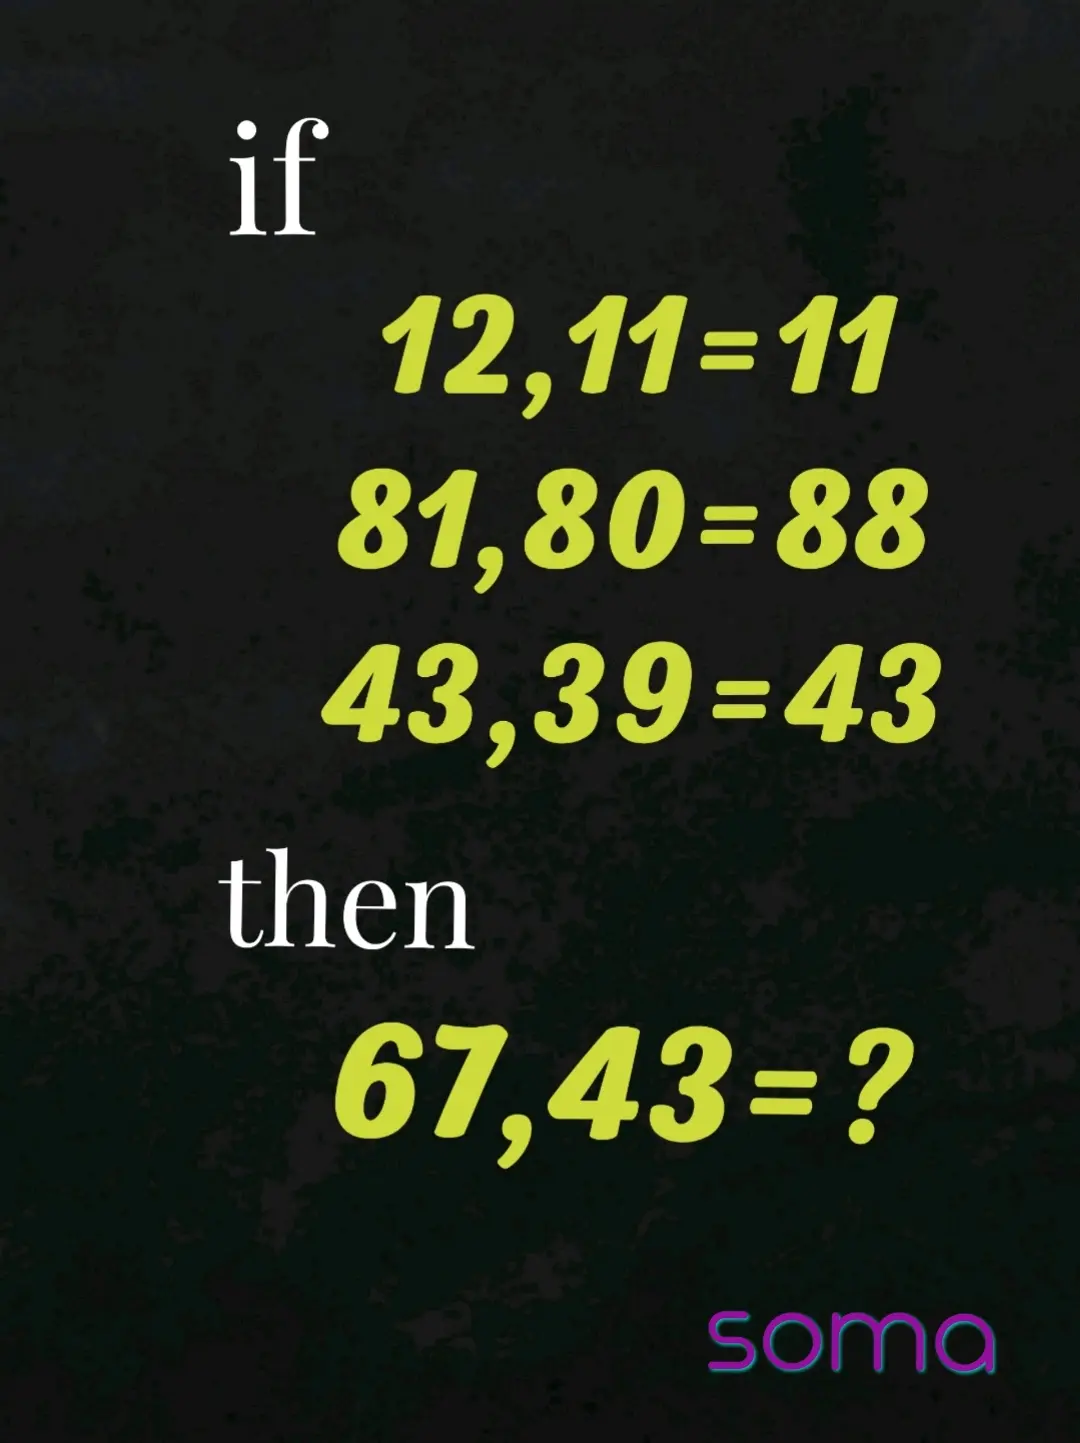 if
12,11=11
81,80=88
43,39=43
then
67,43=?
soma